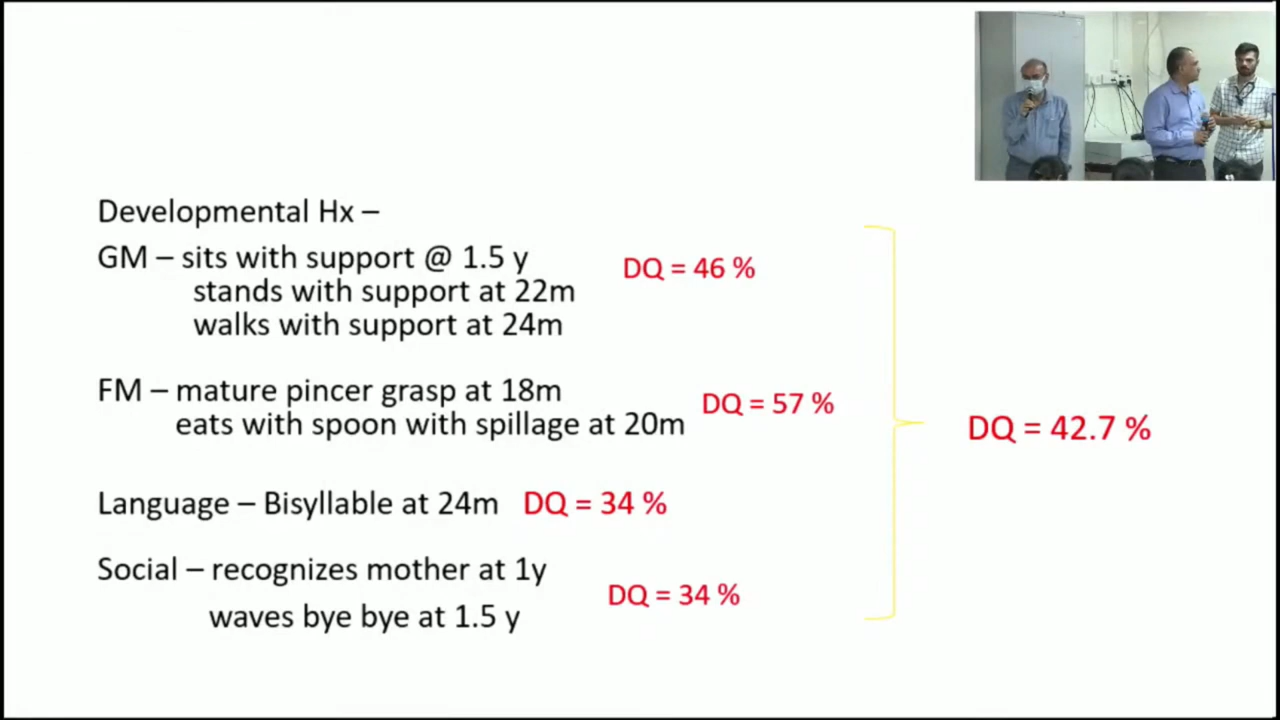 Developmental Hx –
GM – sits with support @ 1.5 y
DQ = 46 %
stands with support at 22m
walks with support at 24m
FM – mature pincer grasp at 18m
DQ = 57 %
eats with spoon with spillage at 20m
DQ = 42.7 %
Language – Bisyllable at 24m DQ = 34 %
Social – recognizes mother at 1y
DQ = 34 %
waves bye bye at 1.5 y